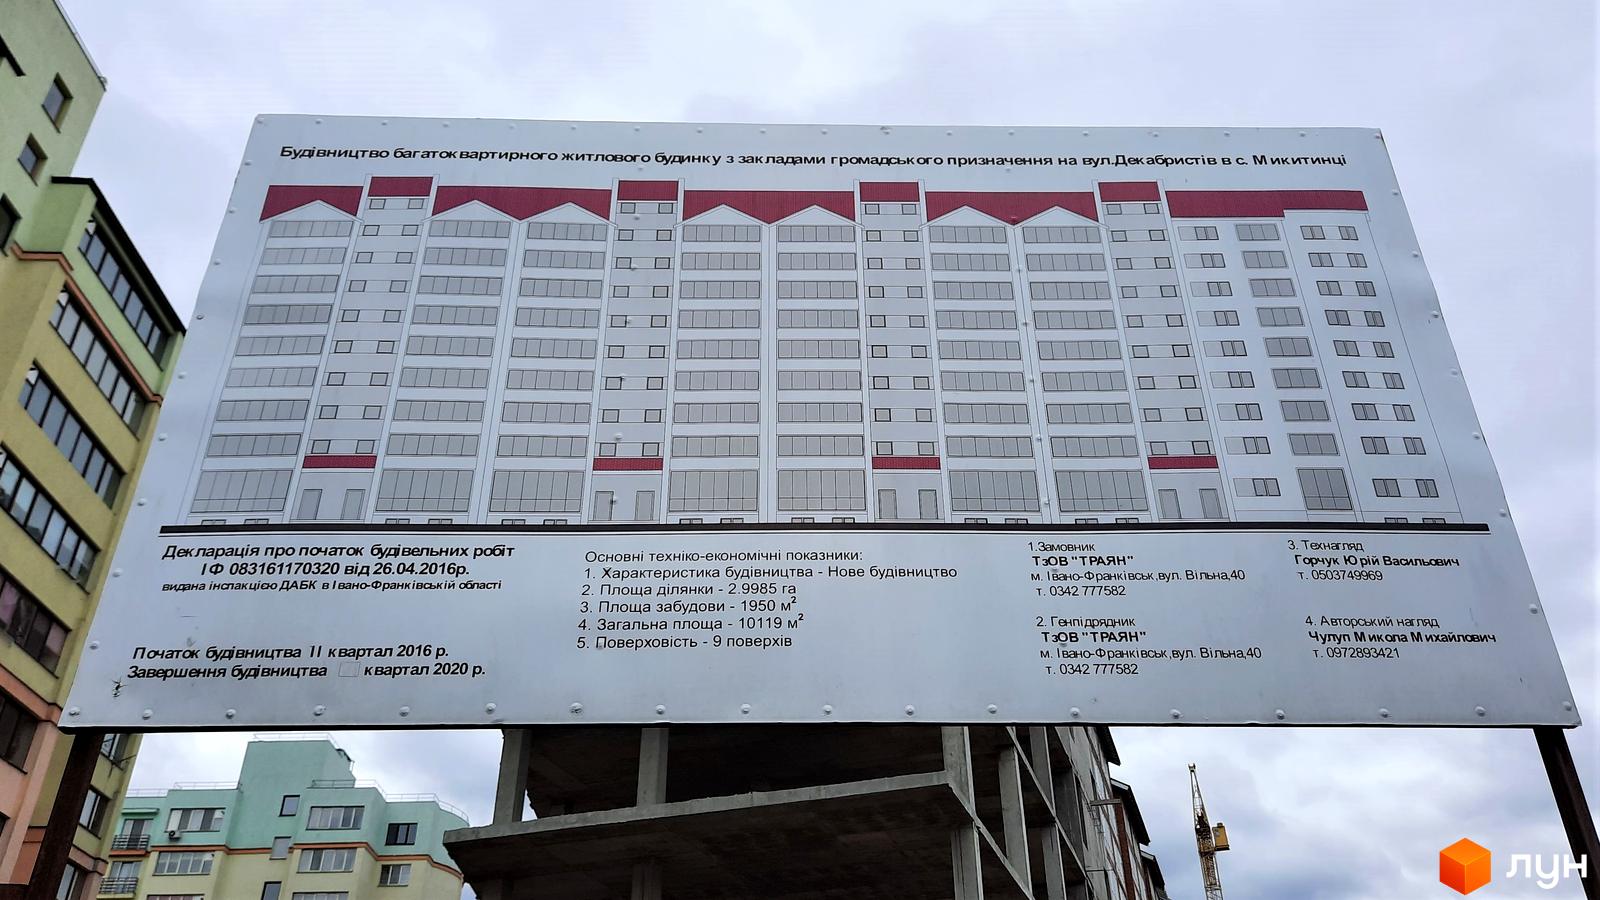 Будівництво багатоквартирного житлового будинку з закладами громадського призначення на вул.Декабристів в с. Микитинці
Декларація про початок будівельних робіт
ІФ 083161170320 від 26.04.2016р.
видана інспакцією ДАБК в Івано-Франківській області
Початок будівництва ІІ квартал 2016 р.
Завершення будівництва квартал 2020 р.
Основні техніко-економічні показники:
1. Характеристика будівництва - Нове будівництво
2. Площа ділянки - 2.9985 га
3. Площа забудови - 1950 м²
4. Загальна площа - 10119 м²
5. Поверховість - 9 поверхів
1.Замовник
ТзОВ "ТРАЯН"
м. Івано-Франківськ,вул. Вільна,40
т. 0342 777582
2. Генпідрядник
ТзОВ "ТРАЯН"
м. Івано-Франківськ,вул. Вільна,40
т. 0342 777582
3. Технагляд
Горчук Юрій Васильович
т. 0503749969
4. Авторський нагляд
Чулуп Микола Михайлович
т. 0972893421
лун